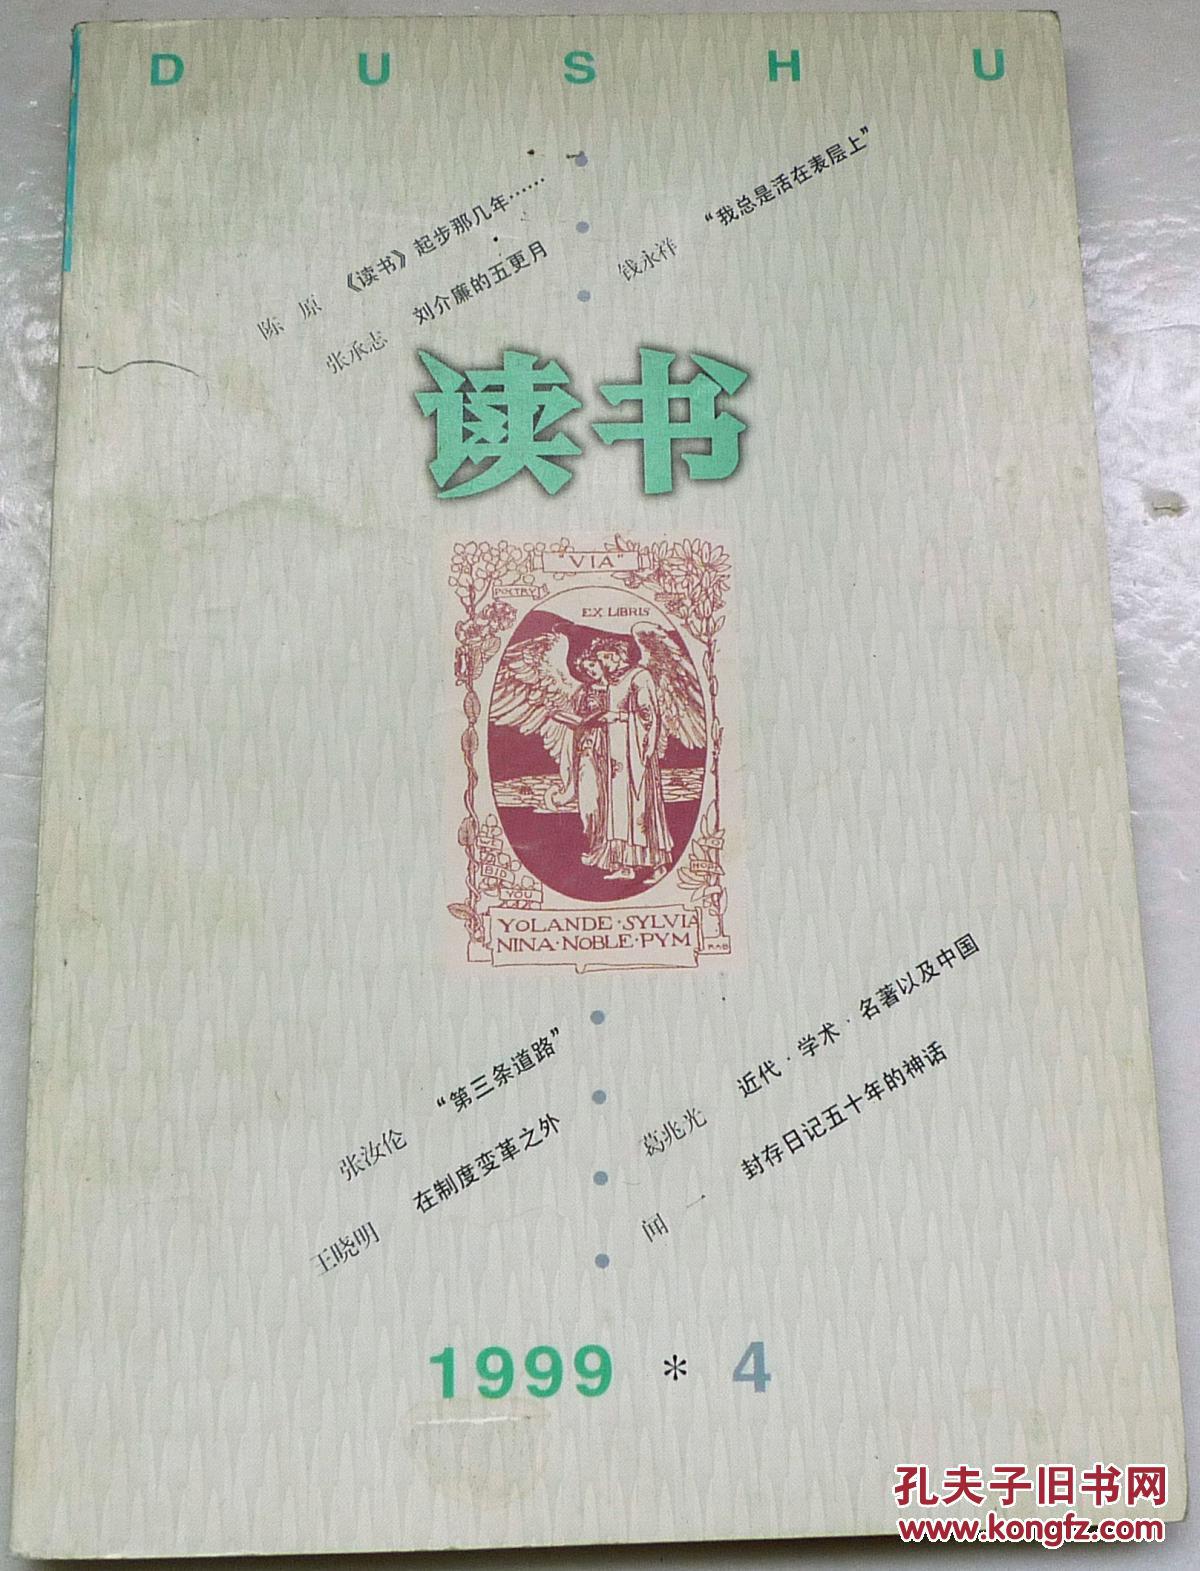 D U S H U
陈 原 《读书》起步那几年……
张承志 刘介廉的五更月
钱永祥 “我总是活在表层上”
读书
"VIA"
POETRY
EX LIBRIS
WE
BID
YOU
TO
HOPE
YOLANDE·SYLVIA
NINA·NOBLE·PYM
张汝伦 “第三条道路”
王晓明 在制度变革之外
葛兆光 近代·学术·名著以及中国
闻 一 封存日记五十年的神话
1999 * 4
孔夫子旧书网
www.kongfz.com